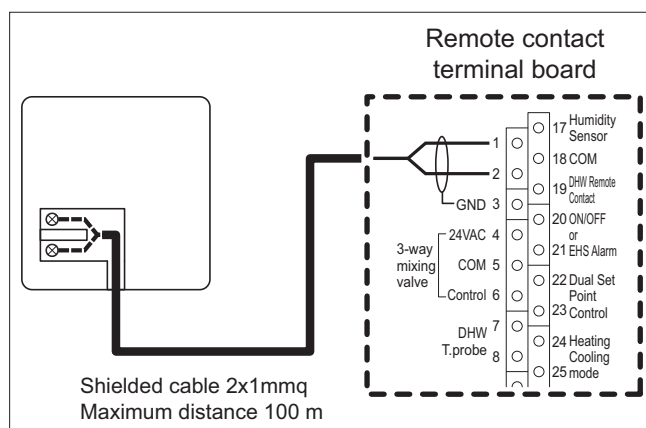 Remote contact
terminal board
1
2
GND 3
24VAC 4
COM 5
Control 6
3-way
mixing
valve
7
8
DHW
T.probe
17 Humidity
Sensor
18 COM
19 DHW Remote
Contact
20 ON/OFF
or
21 EHS Alarm
22 Dual Set
Point
23 Control
24 Heating
Cooling
25 mode
Shielded cable 2x1mmq
Maximum distance 100 m